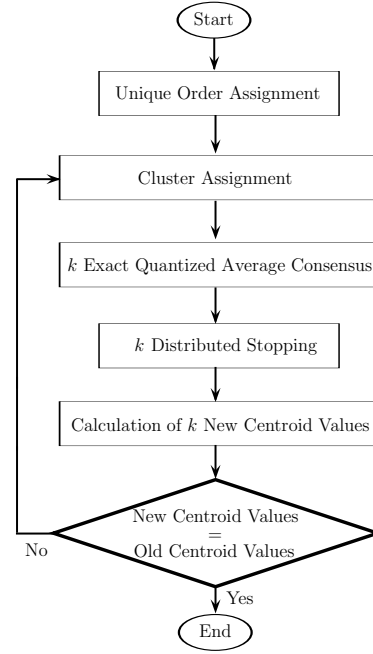 Start
Unique Order Assignment
Cluster Assignment
k Exact Quantized Average Consensus
k Distributed Stopping
Calculation of k New Centroid Values
New Centroid Values
=
Old Centroid Values
No
Yes
End